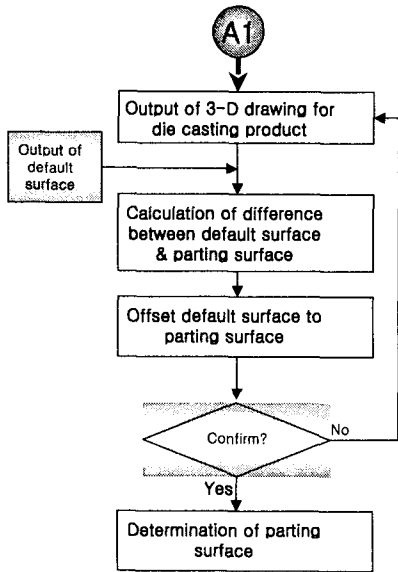 A1
Output of 3-D drawing for
die casting product
Output of
default
surface
Calculation of difference
between default surface
& parting surface
Offset default surface to
parting surface
Confirm?
No
Yes
Determination of parting
surface